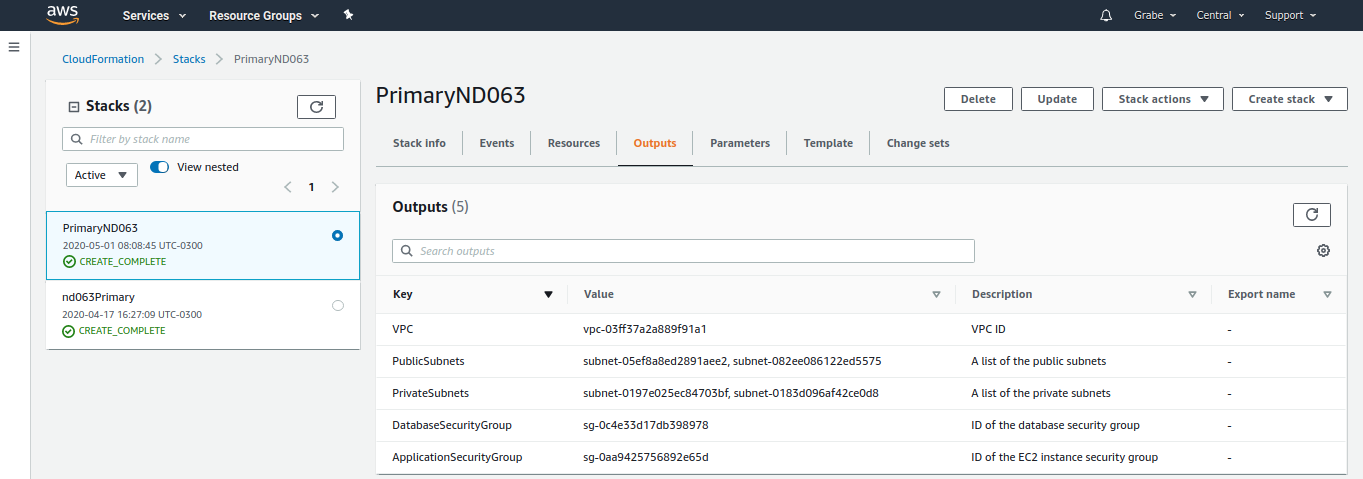 aws Services Resource Groups Grabe Central Support
CloudFormation Stacks PrimaryND063
Stacks (2)
Filter by stack name
Active View nested
1
PrimaryND063
2020-05-01 08:08:45 UTC-0300
CREATE_COMPLETE
nd063Primary
2020-04-17 16:27:09 UTC-0300
CREATE_COMPLETE
PrimaryND063
Delete Update Stack actions Create stack
Stack info Events Resources Outputs Parameters Template Change sets
Outputs (5)
Search outputs
Key Value Description Export name
VPC vpc-03ff37a2a889f91a1 VPC ID -
PublicSubnets subnet-05ef8a8ed2891aee2, subnet-082ee086122ed5575 A list of the public subnets -
PrivateSubnets subnet-0197e025ec84703bf, subnet-0183d096af42ce0d8 A list of the private subnets -
DatabaseSecurityGroup sg-0c4e33d17db398978 ID of the database security group -
ApplicationSecurityGroup sg-0aa9425756892e65d ID of the EC2 instance security group -